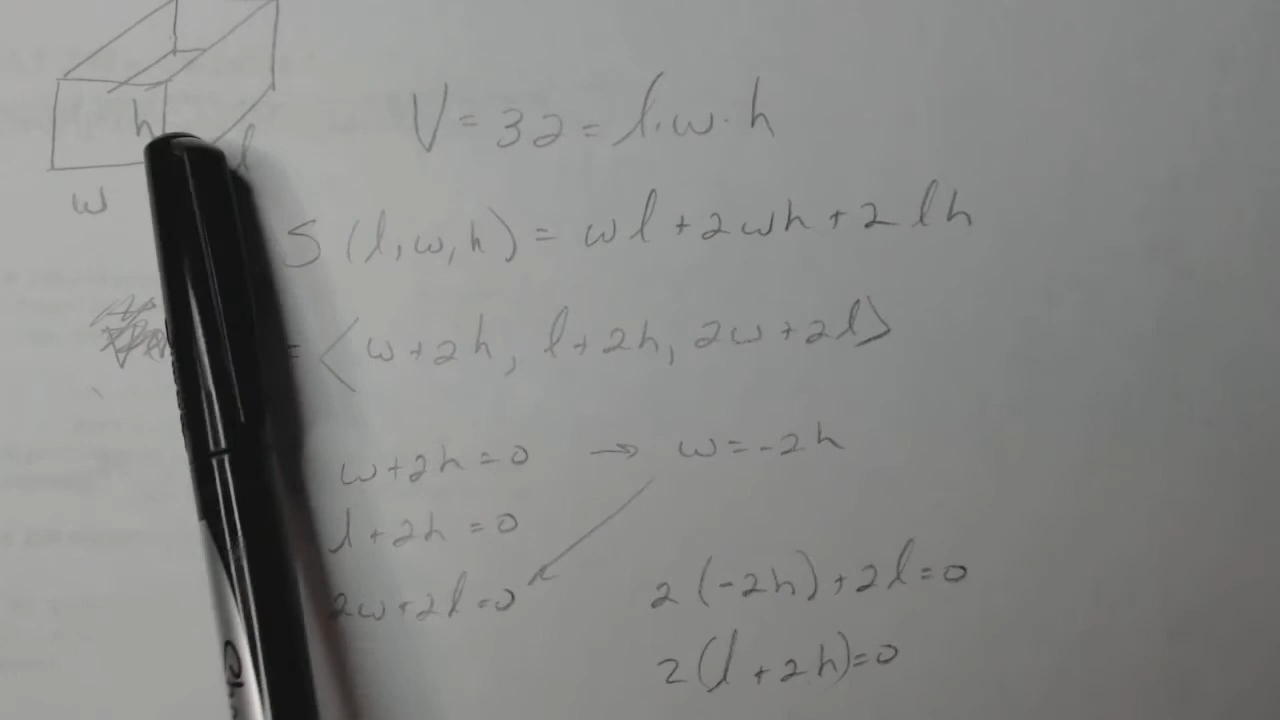 h
l
w
V = 32 = l·w·h
S(l,w,h) = wl + 2wh + 2lh
= ⟨w+2h, l+2h, 2w+2l⟩
w+2h=0 → w=-2h
l+2h=0
2w+2l=0
2(-2h)+2l=0
2(l+2h)=0